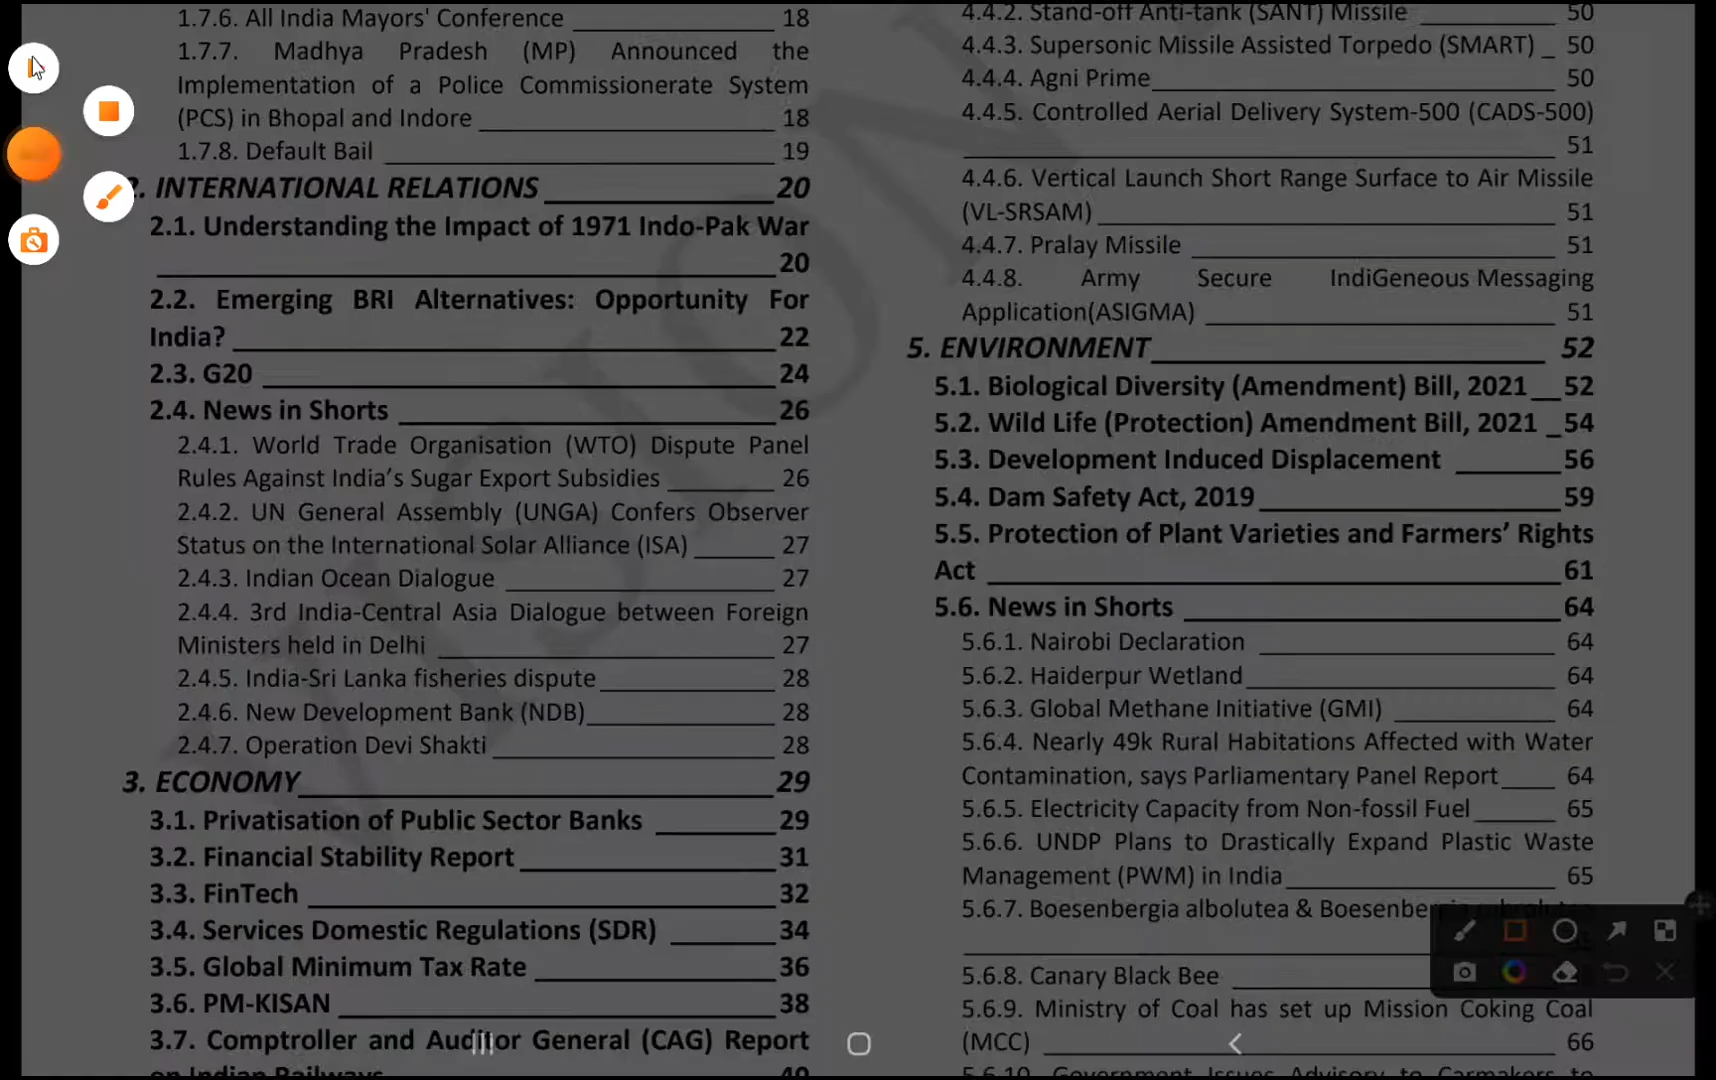 1.7.6. All India Mayors' Conference 18
1.7.7. Madhya Pradesh (MP) Announced the
Implementation of a Police Commissionerate System
(PCS) in Bhopal and Indore 18
1.7.8. Default Bail 19
2. INTERNATIONAL RELATIONS 20
2.1. Understanding the Impact of 1971 Indo-Pak War
20
2.2. Emerging BRI Alternatives: Opportunity For
India? 22
2.3. G20 24
2.4. News in Shorts 26
2.4.1. World Trade Organisation (WTO) Dispute Panel
Rules Against India's Sugar Export Subsidies 26
2.4.2. UN General Assembly (UNGA) Confers Observer
Status on the International Solar Alliance (ISA) 27
2.4.3. Indian Ocean Dialogue 27
2.4.4. 3rd India-Central Asia Dialogue between Foreign
Ministers held in Delhi 27
2.4.5. India-Sri Lanka fisheries dispute 28
2.4.6. New Development Bank (NDB) 28
2.4.7. Operation Devi Shakti 28
3. ECONOMY 29
3.1. Privatisation of Public Sector Banks 29
3.2. Financial Stability Report 31
3.3. FinTech 32
3.4. Services Domestic Regulations (SDR) 34
3.5. Global Minimum Tax Rate 36
3.6. PM-KISAN 38
3.7. Comptroller and Auditor General (CAG) Report
on Indian Railways 40
4.4.2. Stand-off Anti-tank (SANT) Missile 50
4.4.3. Supersonic Missile Assisted Torpedo (SMART) 50
4.4.4. Agni Prime 50
4.4.5. Controlled Aerial Delivery System-500 (CADS-500)
51
4.4.6. Vertical Launch Short Range Surface to Air Missile
(VL-SRSAM) 51
4.4.7. Pralay Missile 51
4.4.8. Army Secure IndiGeneous Messaging
Application(ASIGMA) 51
5. ENVIRONMENT 52
5.1. Biological Diversity (Amendment) Bill, 2021 52
5.2. Wild Life (Protection) Amendment Bill, 2021 54
5.3. Development Induced Displacement 56
5.4. Dam Safety Act, 2019 59
5.5. Protection of Plant Varieties and Farmers' Rights
Act 61
5.6. News in Shorts 64
5.6.1. Nairobi Declaration 64
5.6.2. Haiderpur Wetland 64
5.6.3. Global Methane Initiative (GMI) 64
5.6.4. Nearly 49k Rural Habitations Affected with Water
Contamination, says Parliamentary Panel Report 64
5.6.5. Electricity Capacity from Non-fossil Fuel 65
5.6.6. UNDP Plans to Drastically Expand Plastic Waste
Management (PWM) in India 65
5.6.7. Boesenbergia albolutea & Boesenbergia
5.6.8. Canary Black Bee
5.6.9. Ministry of Coal has set up Mission Coking Coal
(MCC) 66
5.6.10. Government Issues Advisory to Carmakers to
VISION